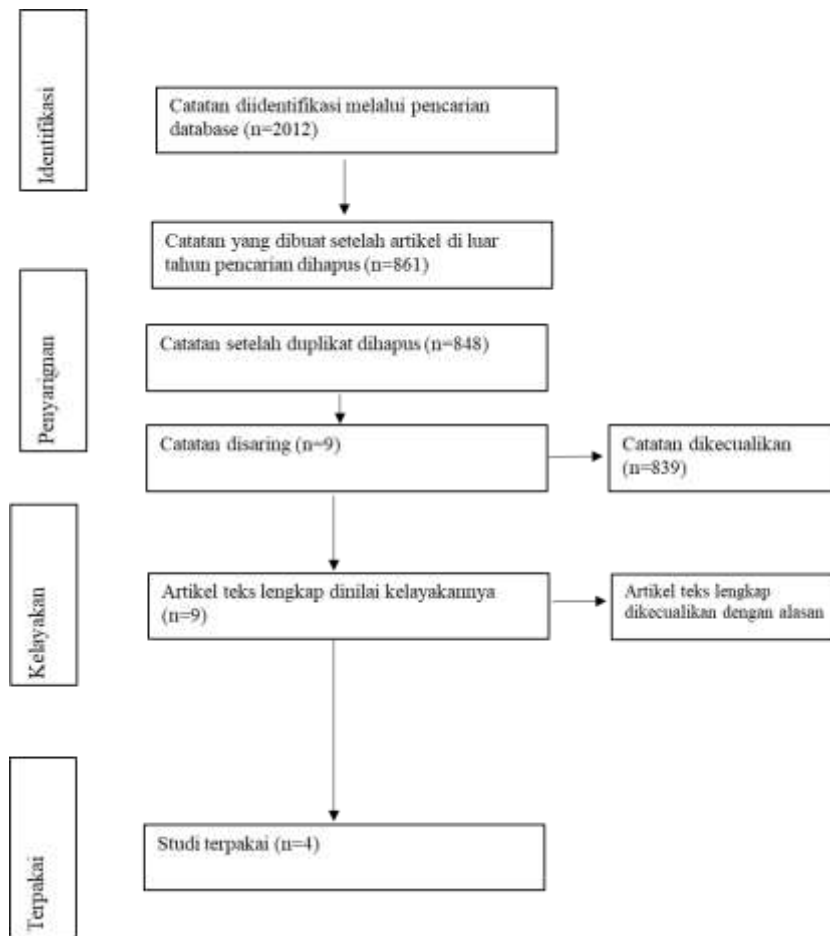 Identifikasi
Catatan diidentifikasi melalui pencarian
database (n=2012)
Catatan yang dibuat setelah artikel di luar
tahun pencarian dihapus (n=861)
Penyarignan
Catatan setelah duplikat dihapus (n=848)
Catatan disaring (n=9)
Catatan dikecualikan
(n=839)
Kelayakan
Artikel teks lengkap dinilai kelayakannya
(n=9)
Artikel teks lengkap
dikecualikan dengan alasan
Terpakai
Studi terpakai (n=4)